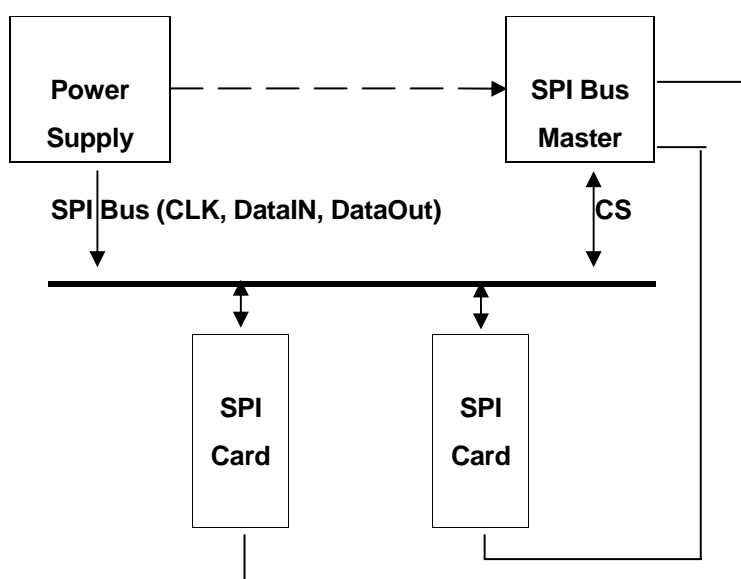 Power
Supply
SPI Bus
Master
SPI Bus (CLK, DataIN, DataOut)
CS
SPI
Card
SPI
Card